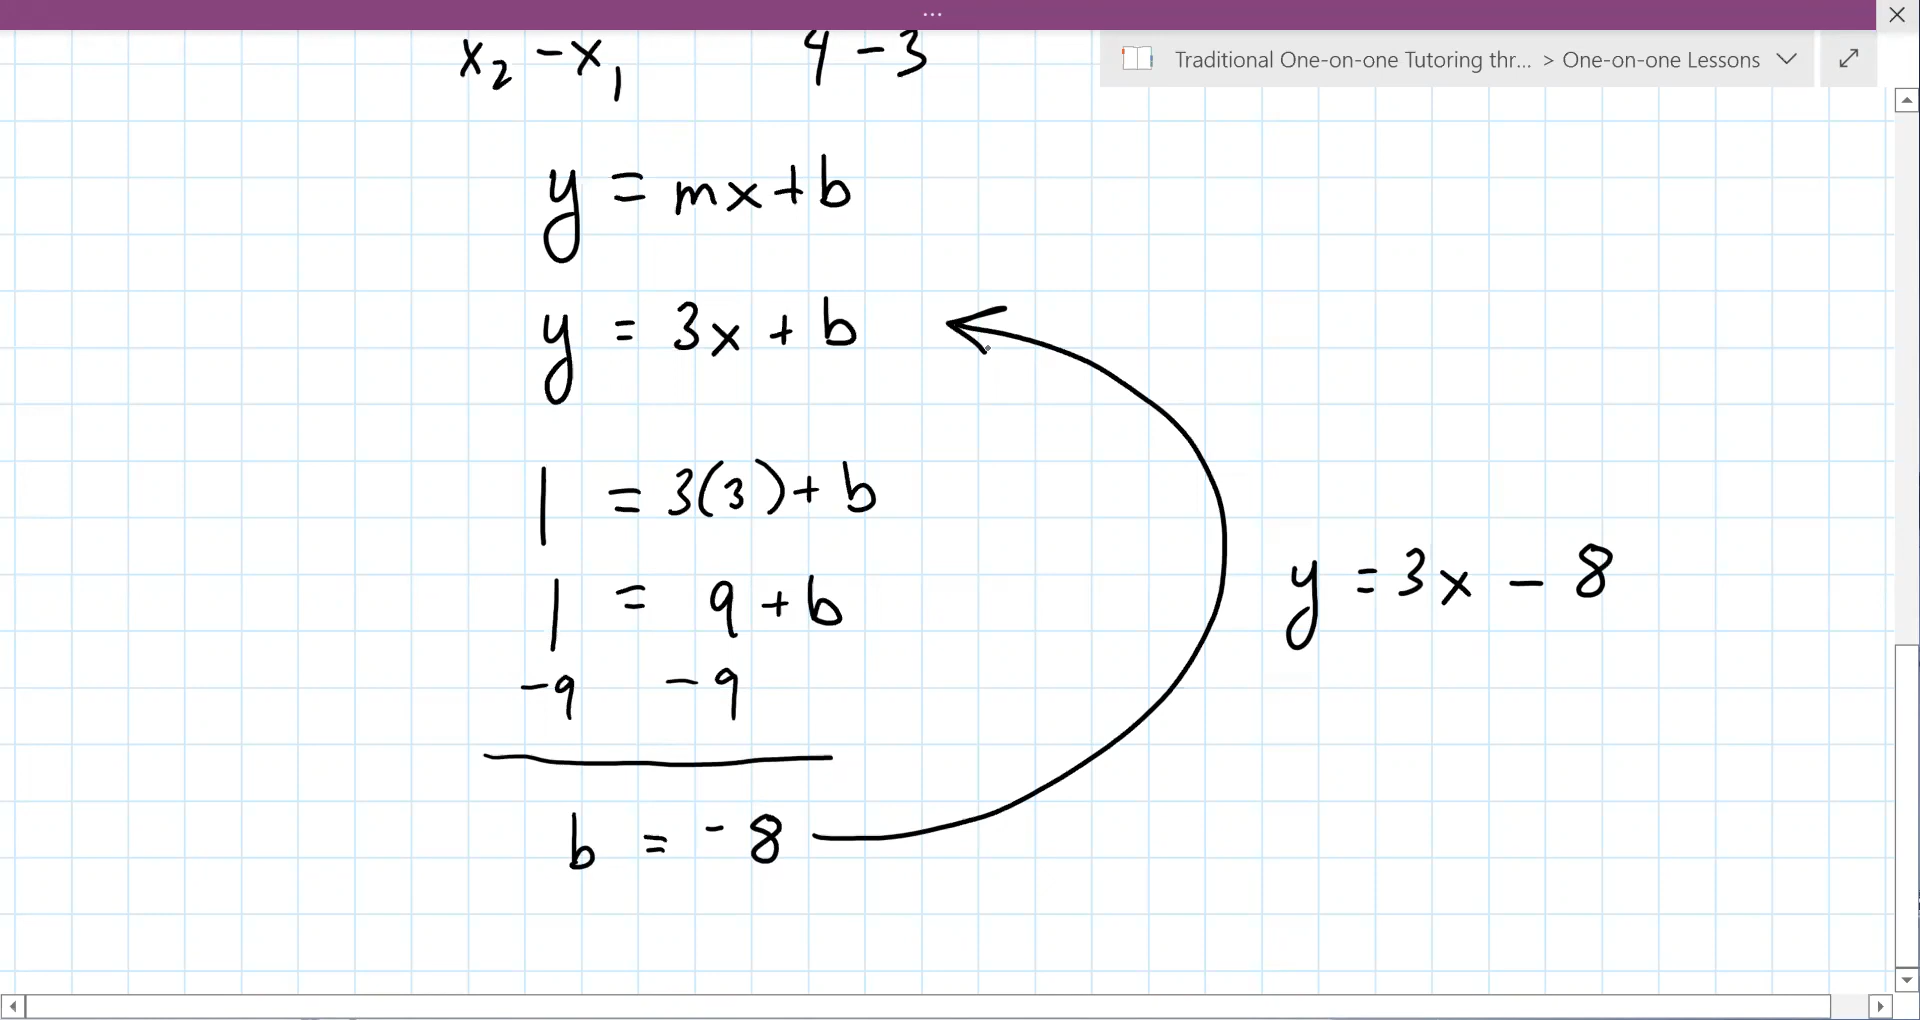 ...
Traditional One-on-one Tutoring thr... > One-on-one Lessons
x₂ - x₁ 4 - 3
y = mx + b
y = 3x + b
1 = 3(3) + b
1 = 9 + b
-9 -9
b = -8
y = 3x - 8